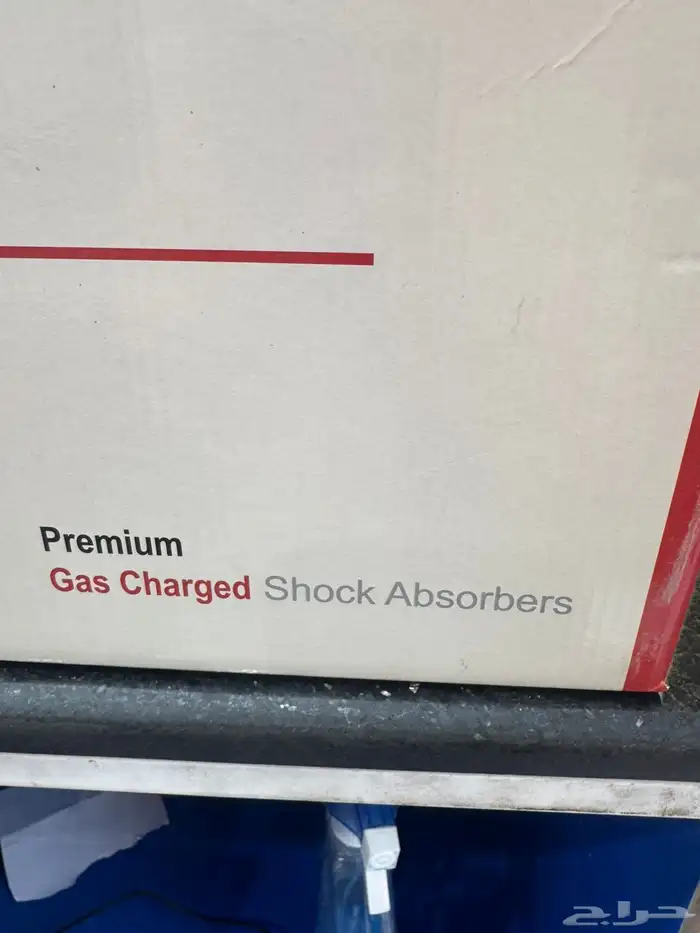 Premium
Gas Charged Shock Absorbers
حراج